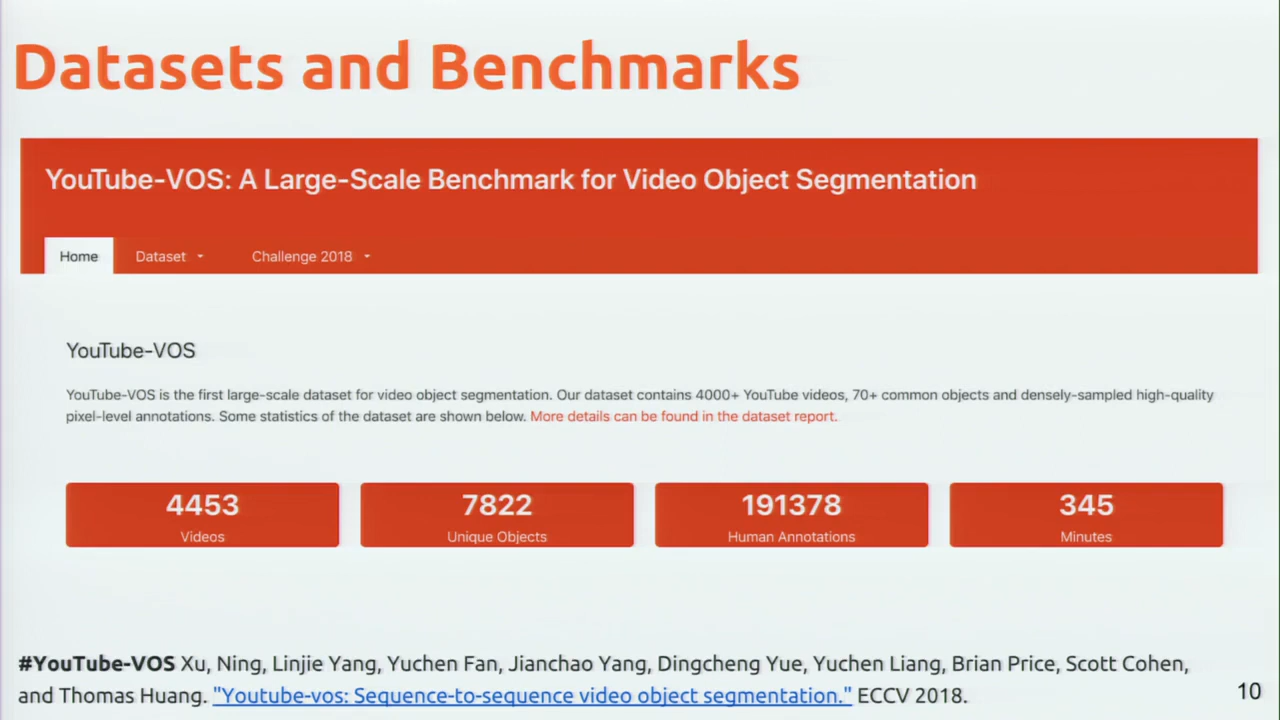 Datasets and Benchmarks
YouTube-VOS: A Large-Scale Benchmark for Video Object Segmentation
Home Dataset Challenge 2018
YouTube-VOS
YouTube-VOS is the first large-scale dataset for video object segmentation. Our dataset contains 4000+ YouTube videos, 70+ common objects and densely-sampled high-quality
pixel-level annotations. Some statistics of the dataset are shown below. More details can be found in the dataset report.
4453 7822 191378 345
Videos Unique Objects Human Annotations Minutes
#YouTube-VOS Xu, Ning, Linjie Yang, Yuchen Fan, Jianchao Yang, Dingcheng Yue, Yuchen Liang, Brian Price, Scott Cohen,
and Thomas Huang. "Youtube-vos: Sequence-to-sequence video object segmentation." ECCV 2018.
10